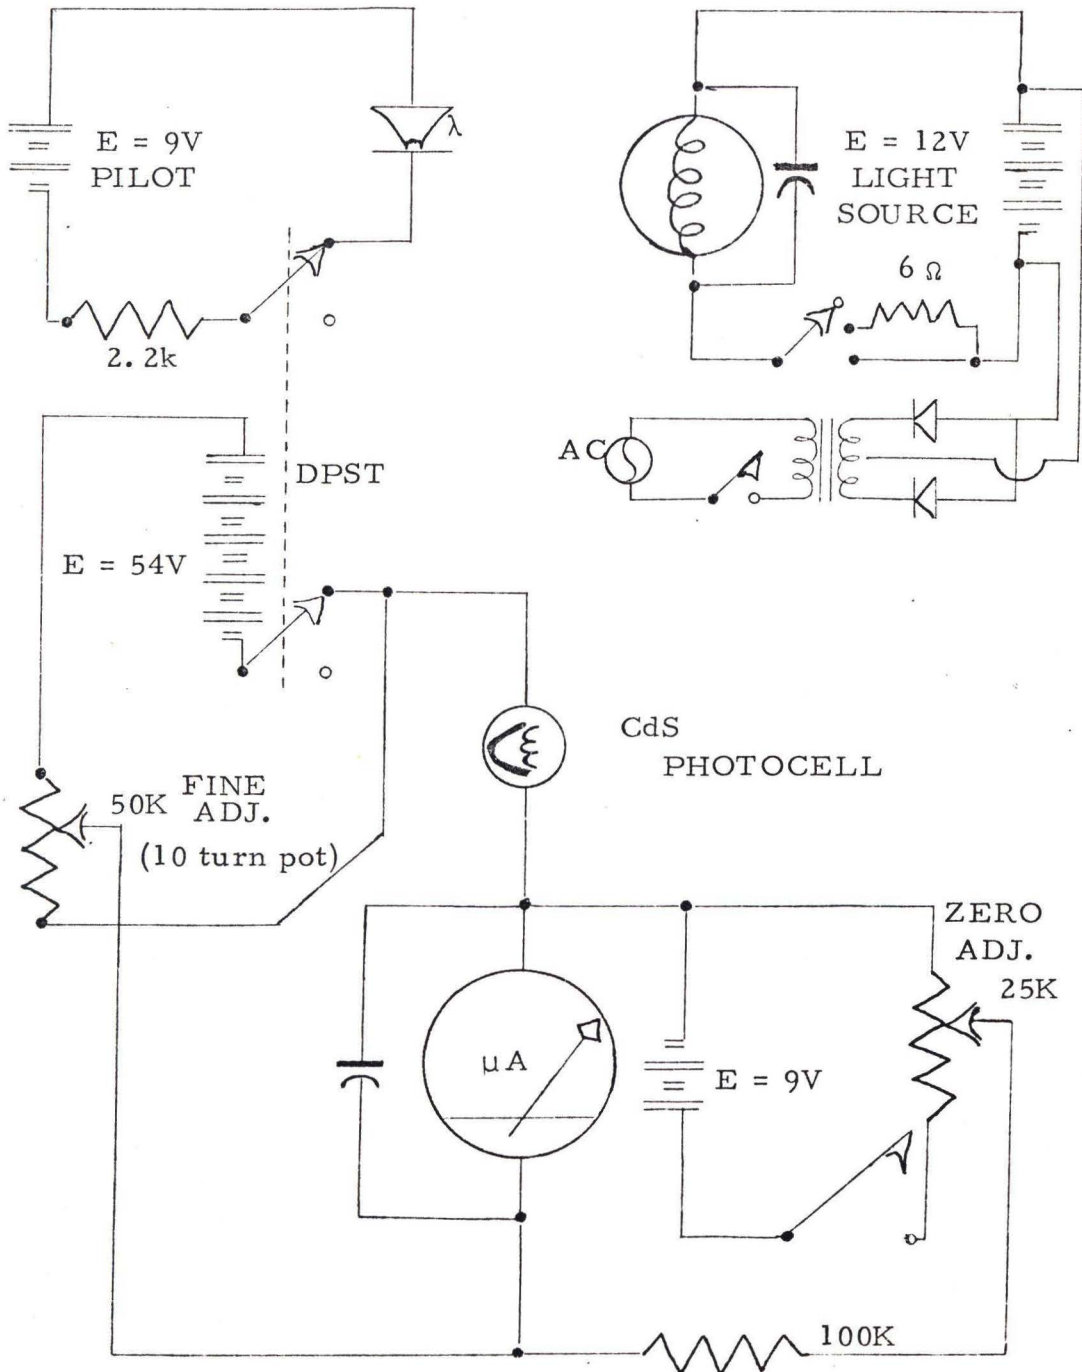 E = 9V
PILOT
λ
2.2k
E = 12V
LIGHT
SOURCE
6 Ω
AC
DPST
E = 54V
CdS
PHOTOCELL
50K FINE
ADJ.
(10 turn pot)
ZERO
ADJ.
25K
μA
E = 9V
100K